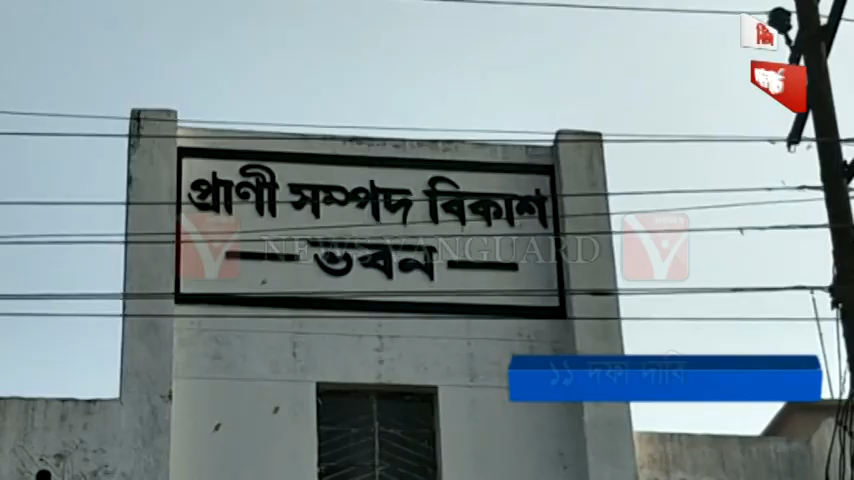 প্রাণী সম্পদ বিকাশ
— ভবন —
NEWS VANGUARD
১১ দফা দাবি